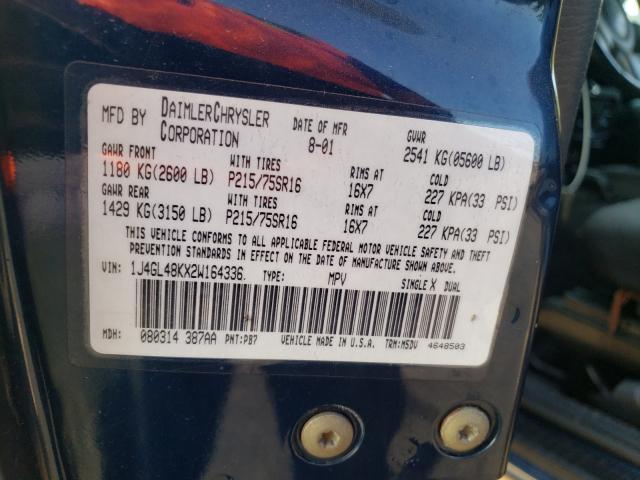 MFD BY DAIMLERCHRYSLER CORPORATION DATE OF MFR 8-01 GVWR 2541 KG(05600 LB)
GAWR FRONT WITH TIRES RIMS AT COLD
1180 KG(2600 LB) P215/75SR16 16X7 227 KPA(33 PSI)
GAWR REAR WITH TIRES RIMS AT COLD
1429 KG(3150 LB) P215/75SR16 16X7 227 KPA(33 PSI)
THIS VEHICLE CONFORMS TO ALL APPLICABLE FEDERAL MOTOR VEHICLE SAFETY AND THEFT
PREVENTION STANDARDS IN EFFECT ON THE DATE OF MANUFACTURE SHOWN ABOVE.
VIN: 1J4GL48KX2W164336. TYPE: MPV SINGLE X DUAL
MDH: 080314 387AA PNT:PB7 VEHICLE MADE IN U.S.A. TRM:M5DV 4648503